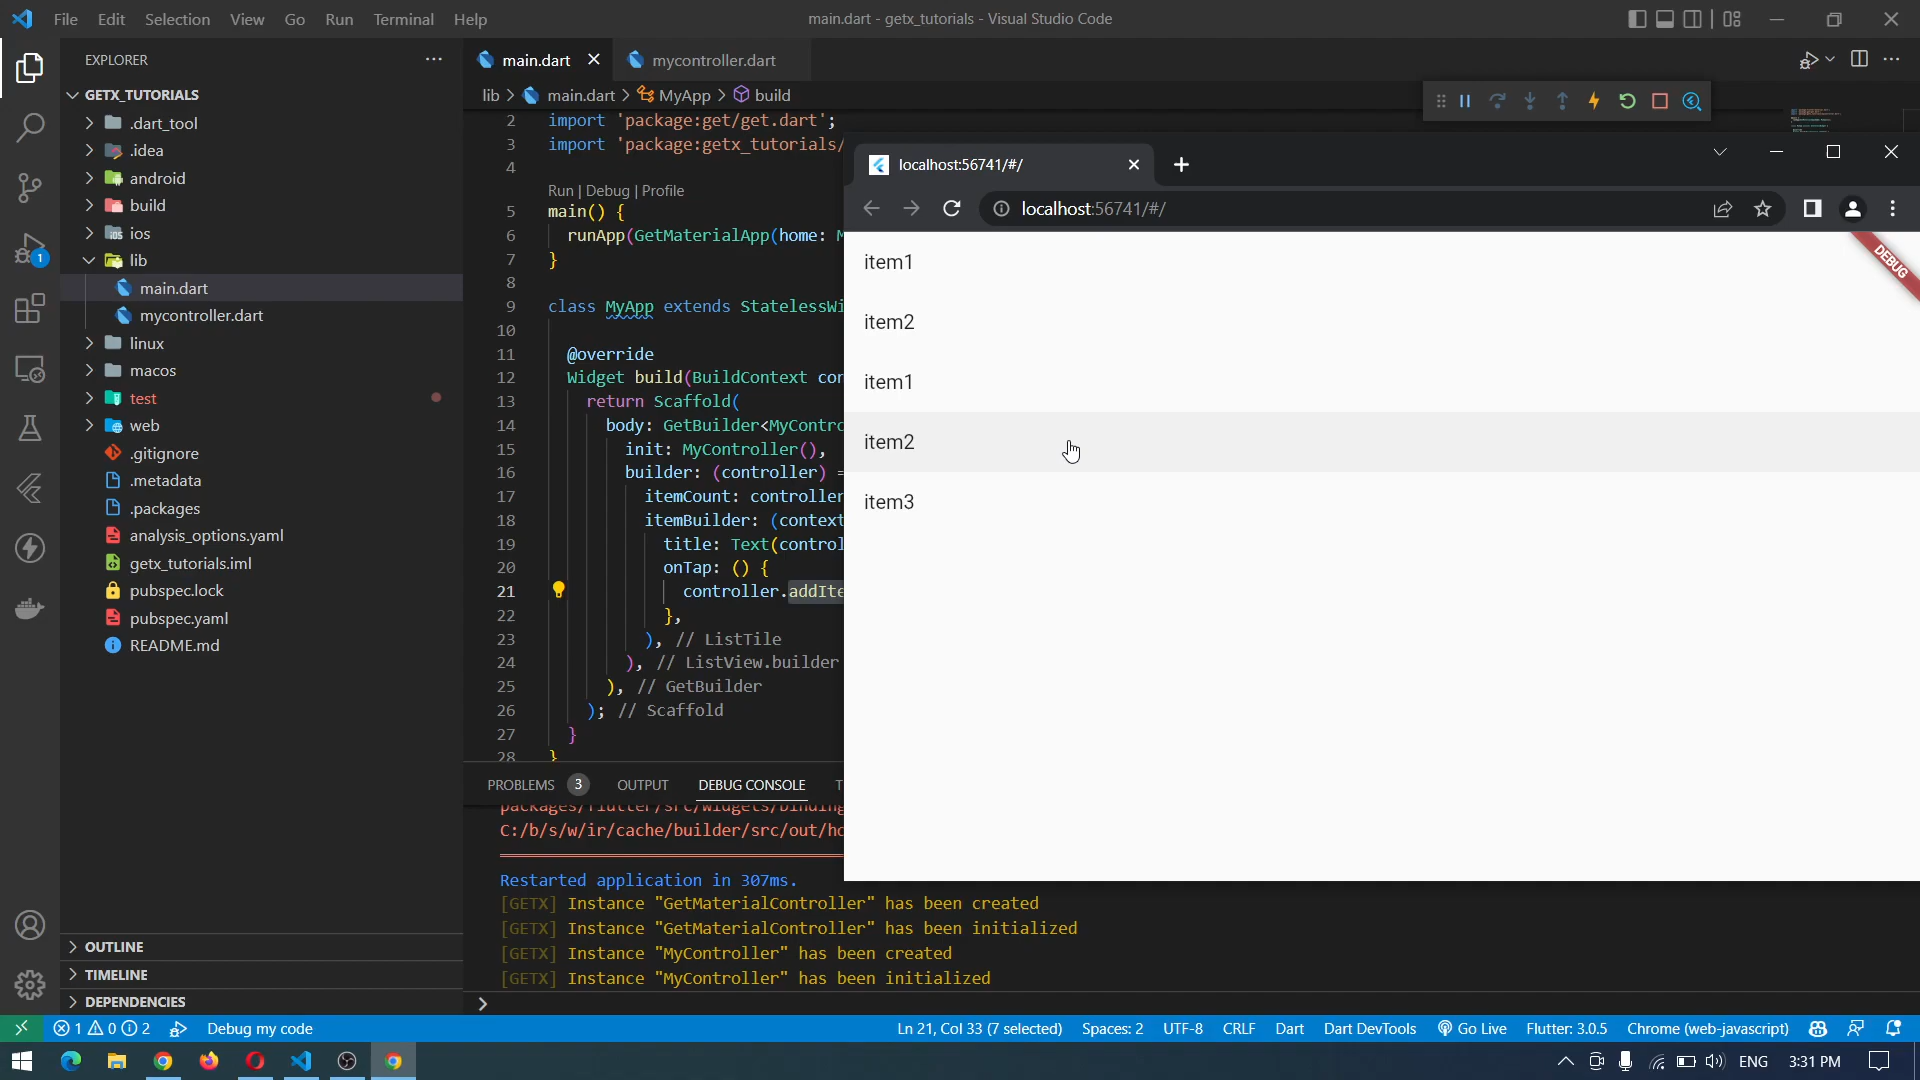 File Edit Selection View Go Run Terminal Help
main.dart - getx_tutorials - Visual Studio Code
EXPLORER
GETX_TUTORIALS
.dart_tool
.idea
android
build
ios
lib
main.dart
mycontroller.dart
linux
macos
test
web
.gitignore
.metadata
.packages
analysis_options.yaml
getx_tutorials.iml
pubspec.lock
pubspec.yaml
README.md
OUTLINE
TIMELINE
DEPENDENCIES
main.dart
mycontroller.dart
lib > main.dart > MyApp > build
2 import 'package:get/get.dart';
3 import 'package:getx_tutorials/
4
Run | Debug | Profile
5 main() {
6 runApp(GetMaterialApp(home: M
7 }
8
9 class MyApp extends StatelessWi
10
11 @override
12 Widget build(BuildContext con
13 return Scaffold(
14 body: GetBuilder<MyContro
15 init: MyController(),
16 builder: (controller) =
17 itemCount: controller
18 itemBuilder: (context
19 title: Text(control
20 onTap: () {
21 controller.addIte
22 },
23 ), // ListTile
24 ), // ListView.builder
25 ), // GetBuilder
26 ); // Scaffold
27 }
28 }
localhost:56741/#/
localhost:56741/#/
DEBUG
item1
item2
item1
item2
item3
PROBLEMS 3 OUTPUT DEBUG CONSOLE T
packages/flutter/src/widgets/binding
C:/b/s/w/ir/cache/builder/src/out/ho
Restarted application in 307ms.
[GETX] Instance "GetMaterialController" has been created
[GETX] Instance "GetMaterialController" has been initialized
[GETX] Instance "MyController" has been created
[GETX] Instance "MyController" has been initialized
1 0 2 Debug my code
Ln 21, Col 33 (7 selected) Spaces: 2 UTF-8 CRLF Dart Dart DevTools Go Live Flutter: 3.0.5 Chrome (web-javascript)
ENG 3:31 PM